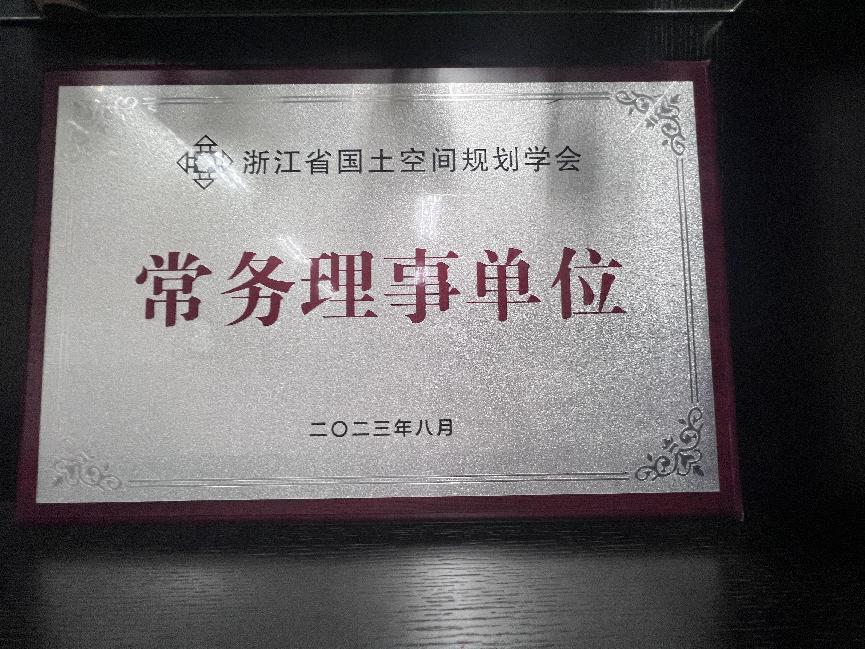 浙江省国土空间规划学会
常务理事单位
二〇二三年八月